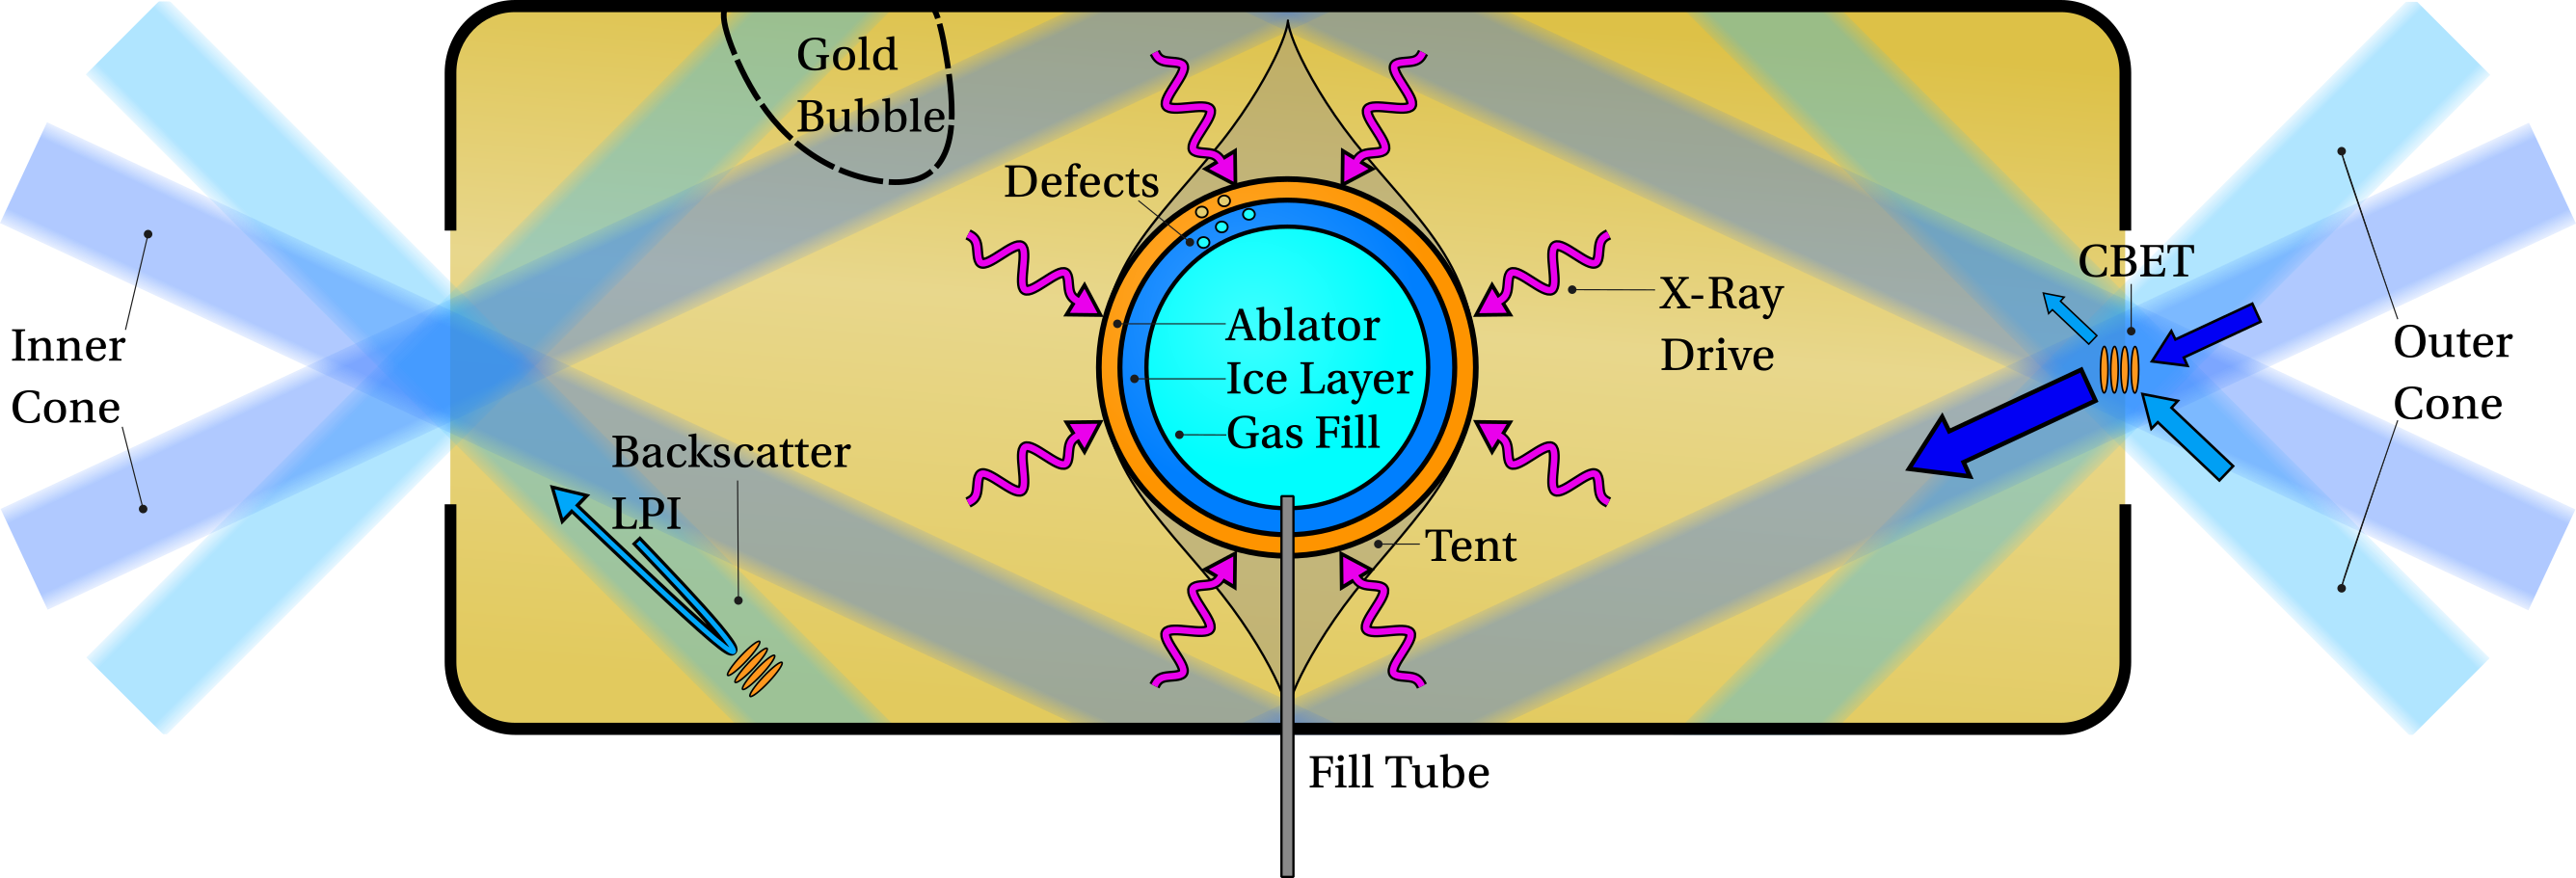 Gold
Bubble
Defects
CBET
X-Ray
Drive
Inner
Cone
Ablator
Ice Layer
Gas Fill
Outer
Cone
Backscatter
LPI
Tent
Fill Tube